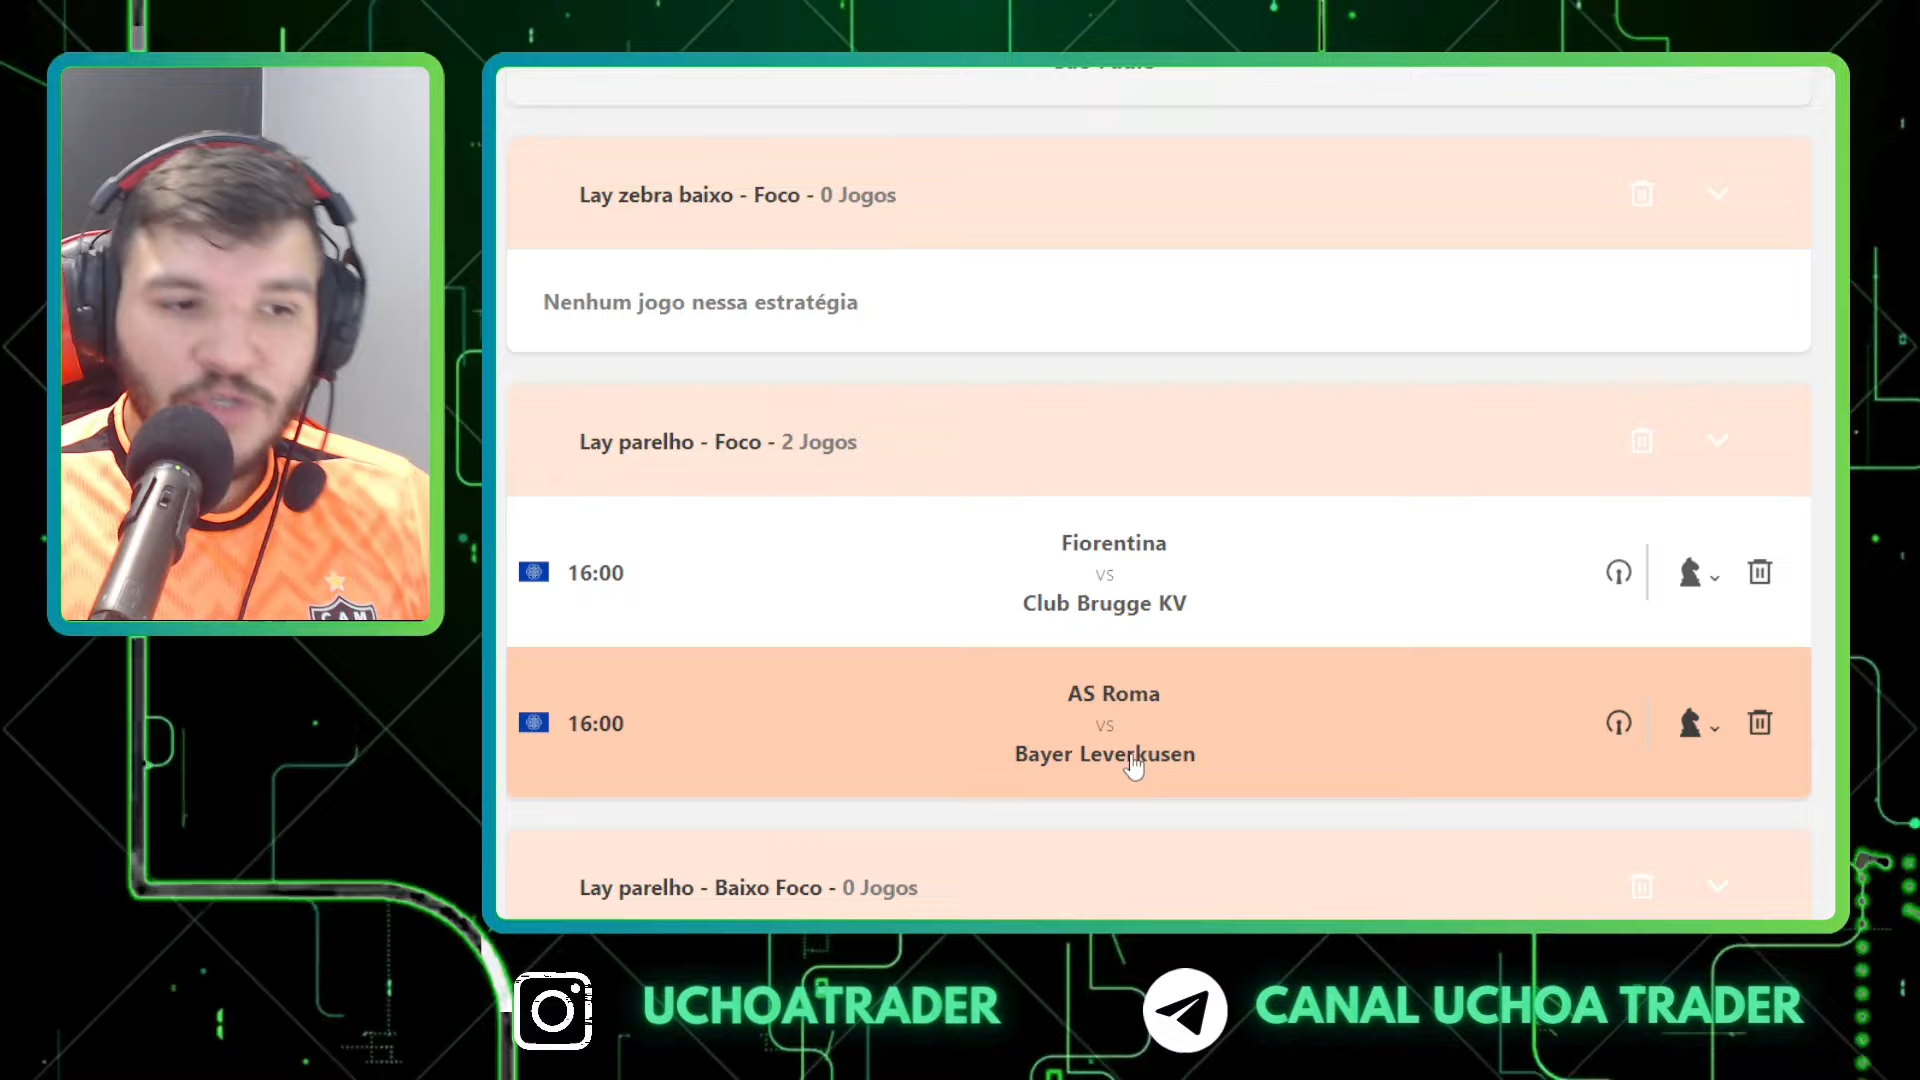 Lay zebra baixo - Foco - 0 Jogos
Nenhum jogo nessa estratégia
Lay parelho - Foco - 2 Jogos
16:00
Fiorentina
VS
Club Brugge KV
16:00
AS Roma
VS
Bayer Leverkusen
Lay parelho - Baixo Foco - 0 Jogos
CAM
UCHOATRADER
CANAL UCHOA TRADER